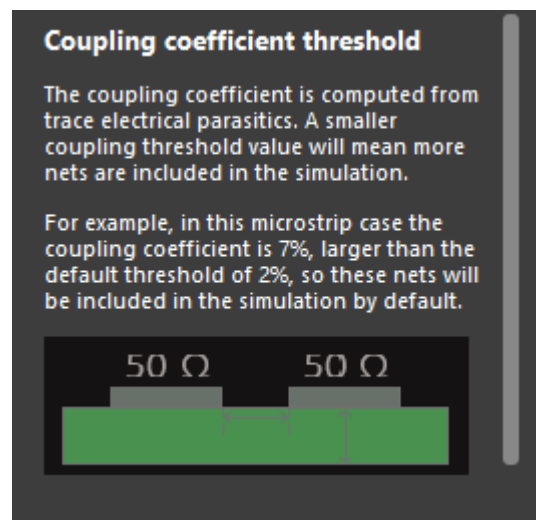 Coupling coefficient threshold
The coupling coefficient is computed from
trace electrical parasitics. A smaller
coupling threshold value will mean more
nets are included in the simulation.
For example, in this microstrip case the
coupling coefficient is 7%, larger than the
default threshold of 2%, so these nets will
be included in the simulation by default.
50 Ω 50 Ω